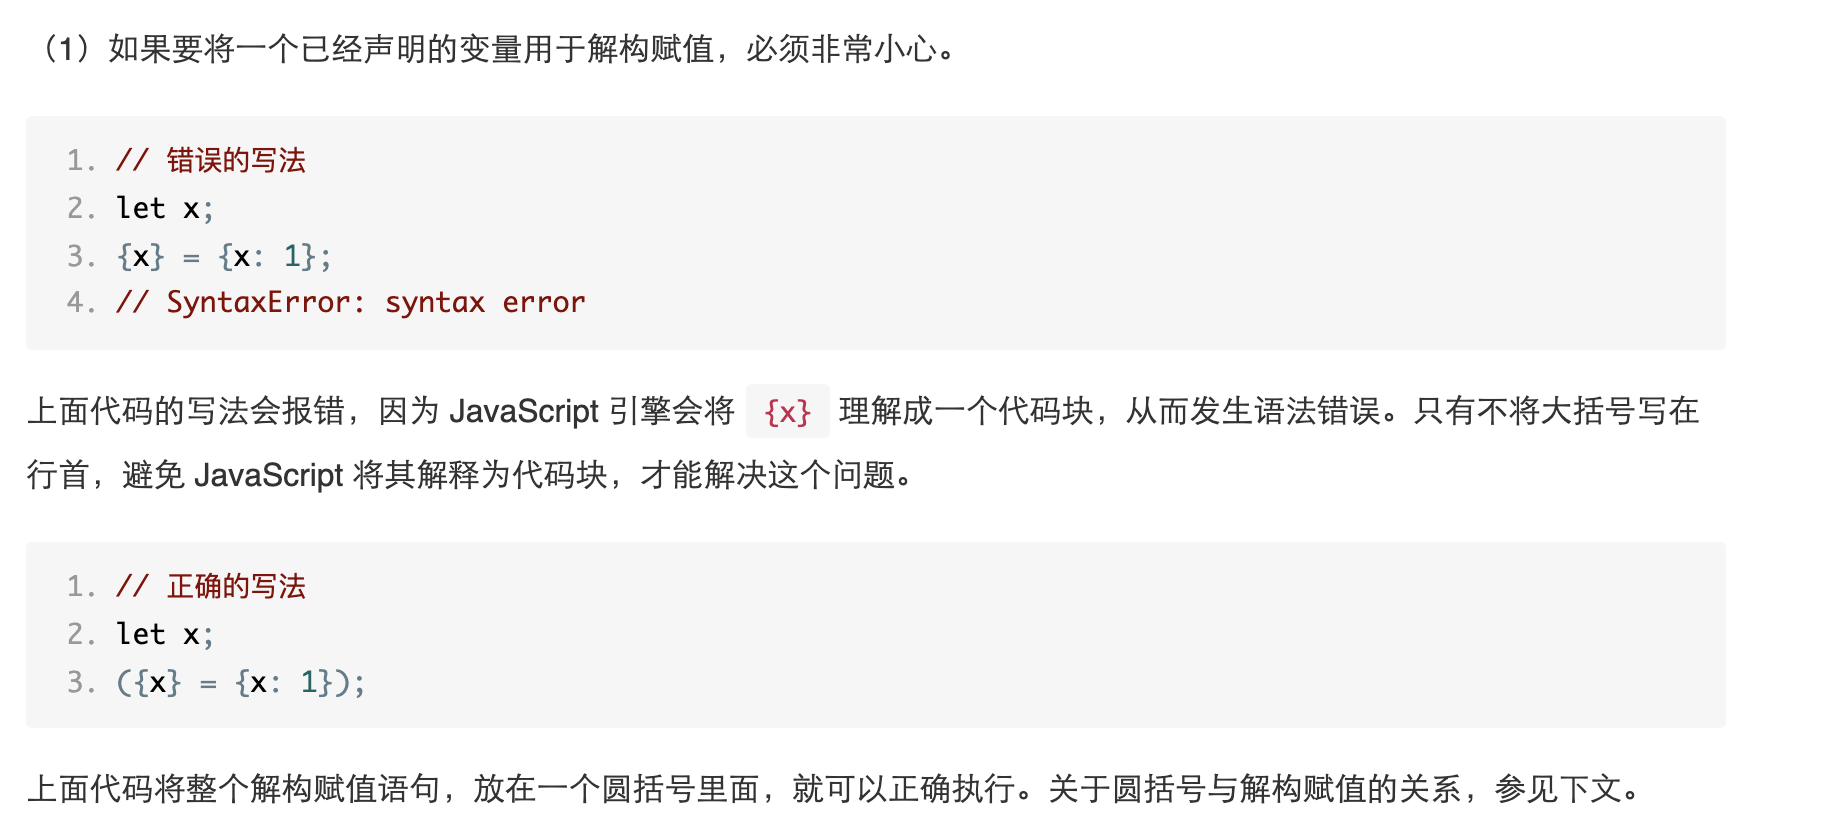 （1）如果要将一个已经声明的变量用于解构赋值，必须非常小心。
1. // 错误的写法
2. let x;
3. {x} = {x: 1};
4. // SyntaxError: syntax error
上面代码的写法会报错，因为 JavaScript 引擎会将 {x} 理解成一个代码块，从而发生语法错误。只有不将大括号写在
行首，避免 JavaScript 将其解释为代码块，才能解决这个问题。
1. // 正确的写法
2. let x;
3. ({x} = {x: 1});
上面代码将整个解构赋值语句，放在一个圆括号里面，就可以正确执行。关于圆括号与解构赋值的关系，参见下文。